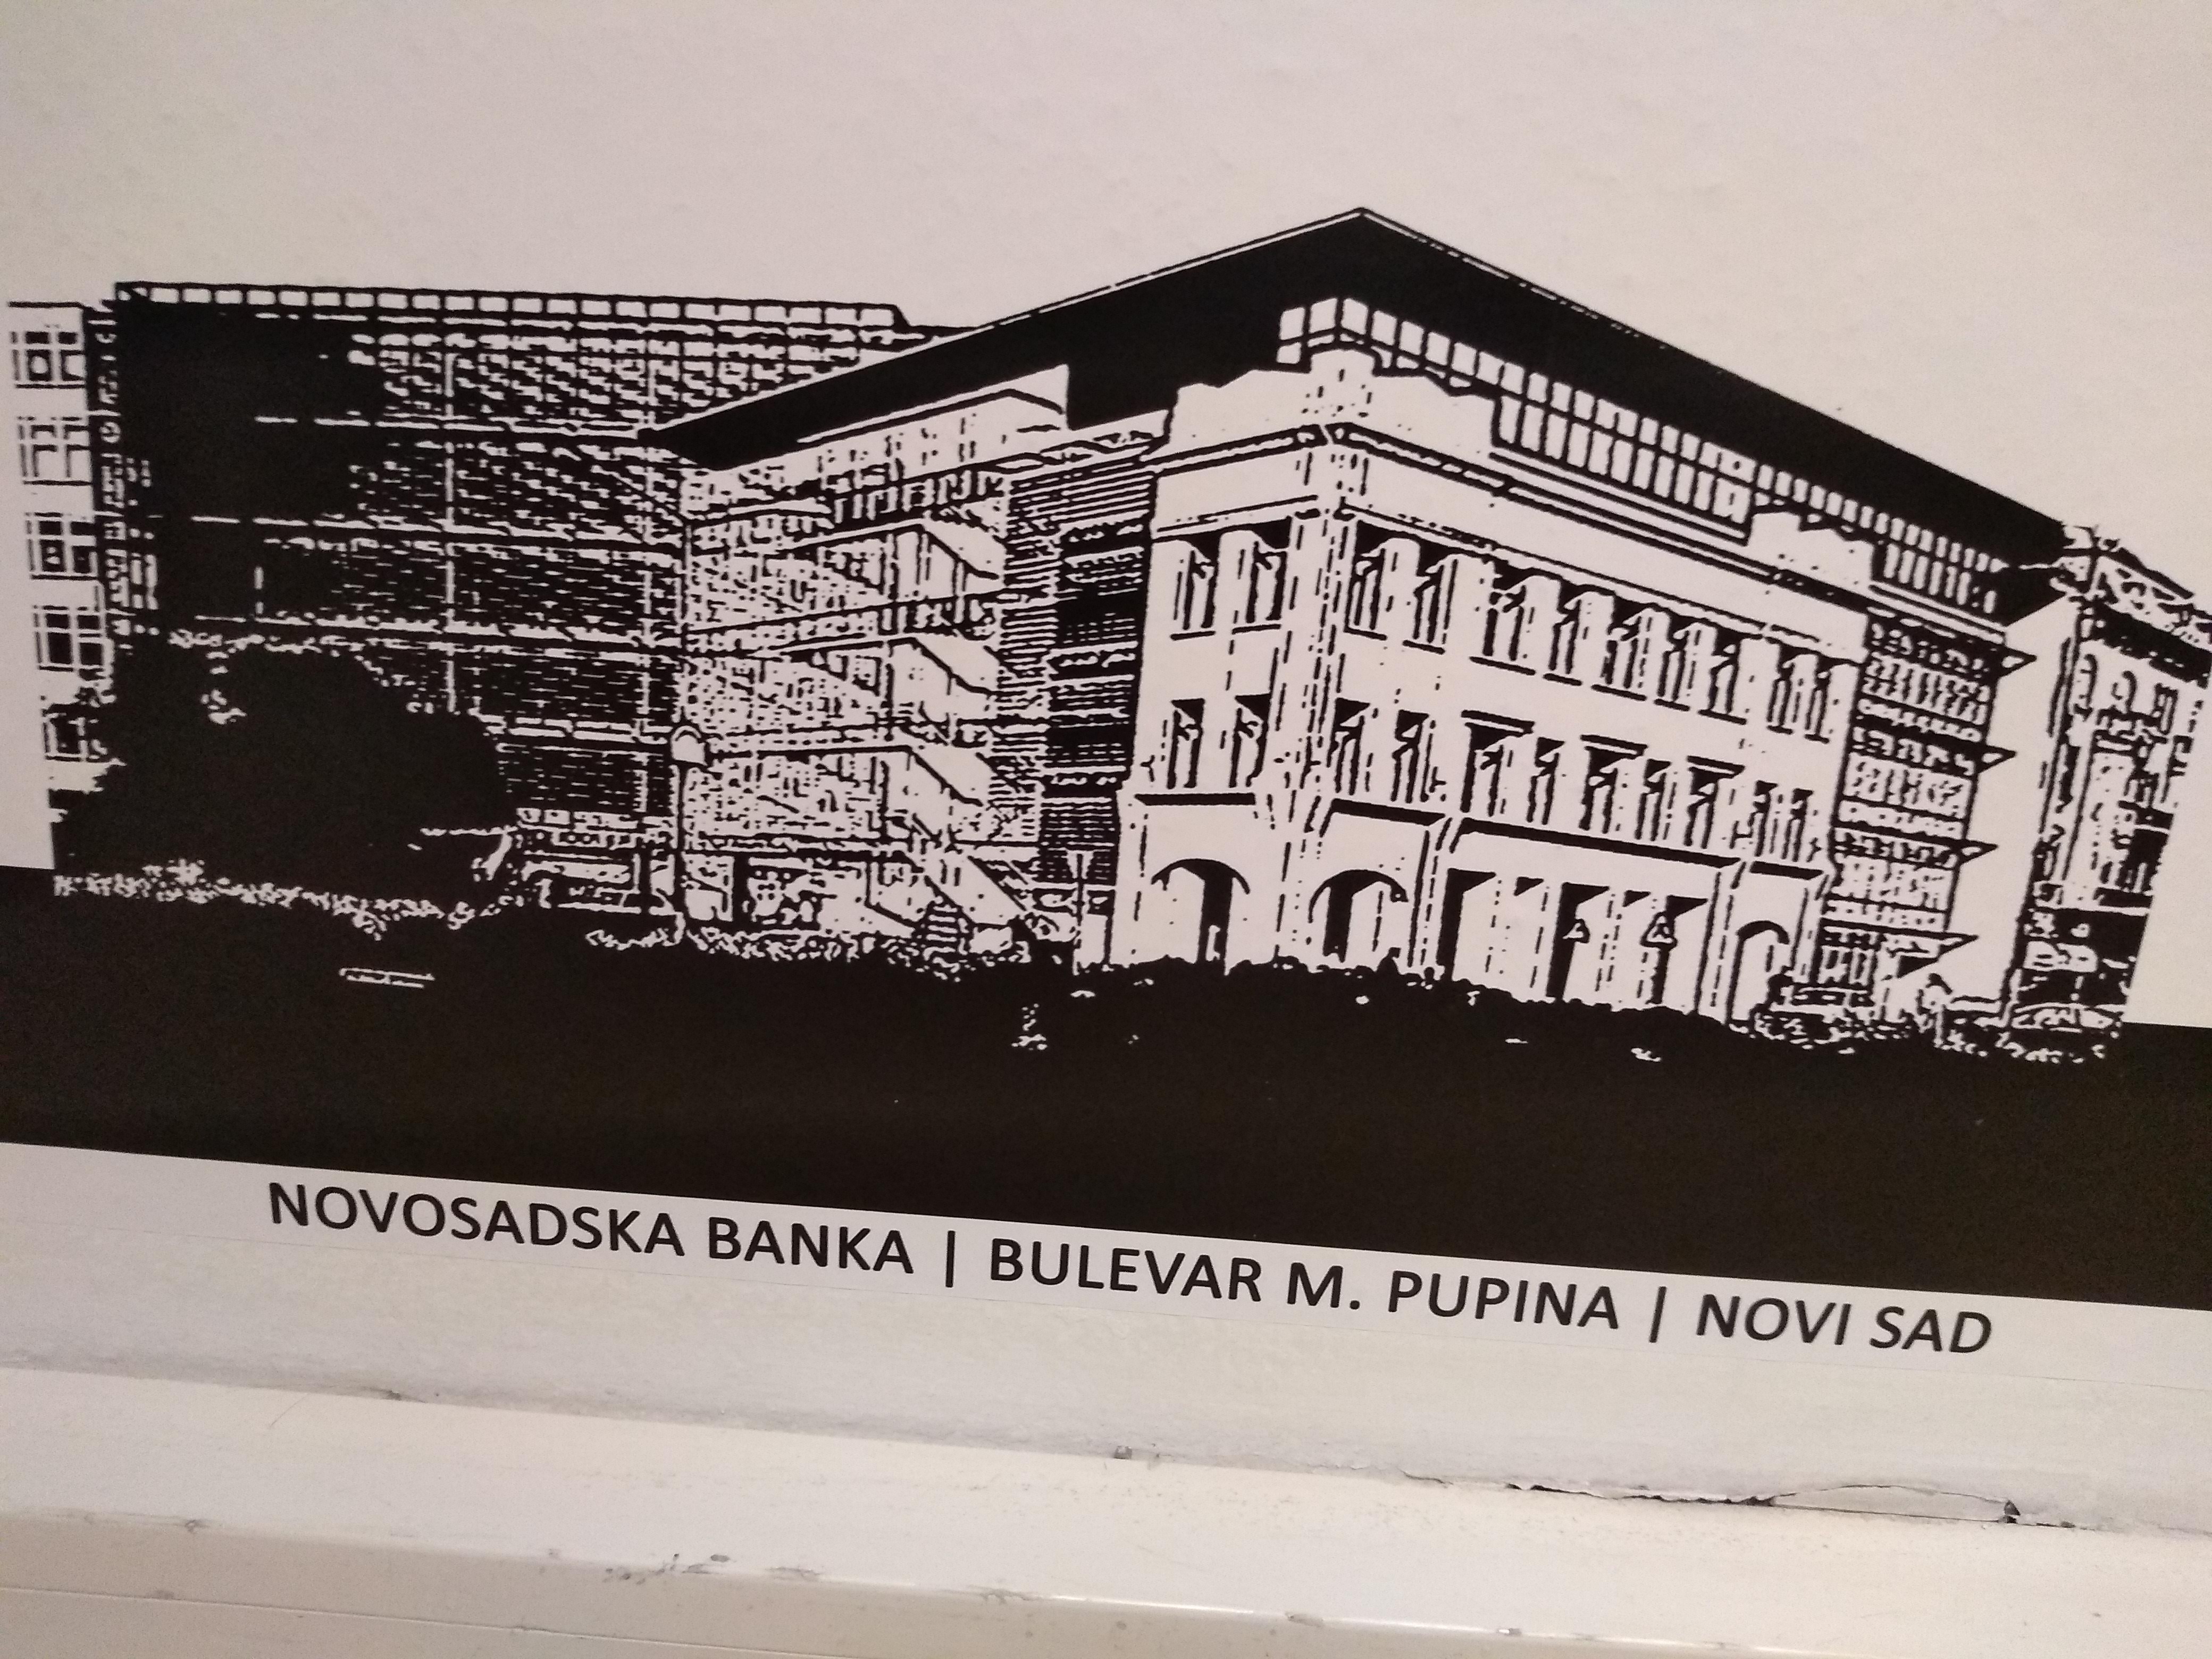 NOVOSADSKA BANKA | BULEVAR M. PUPINA | NOVI SAD